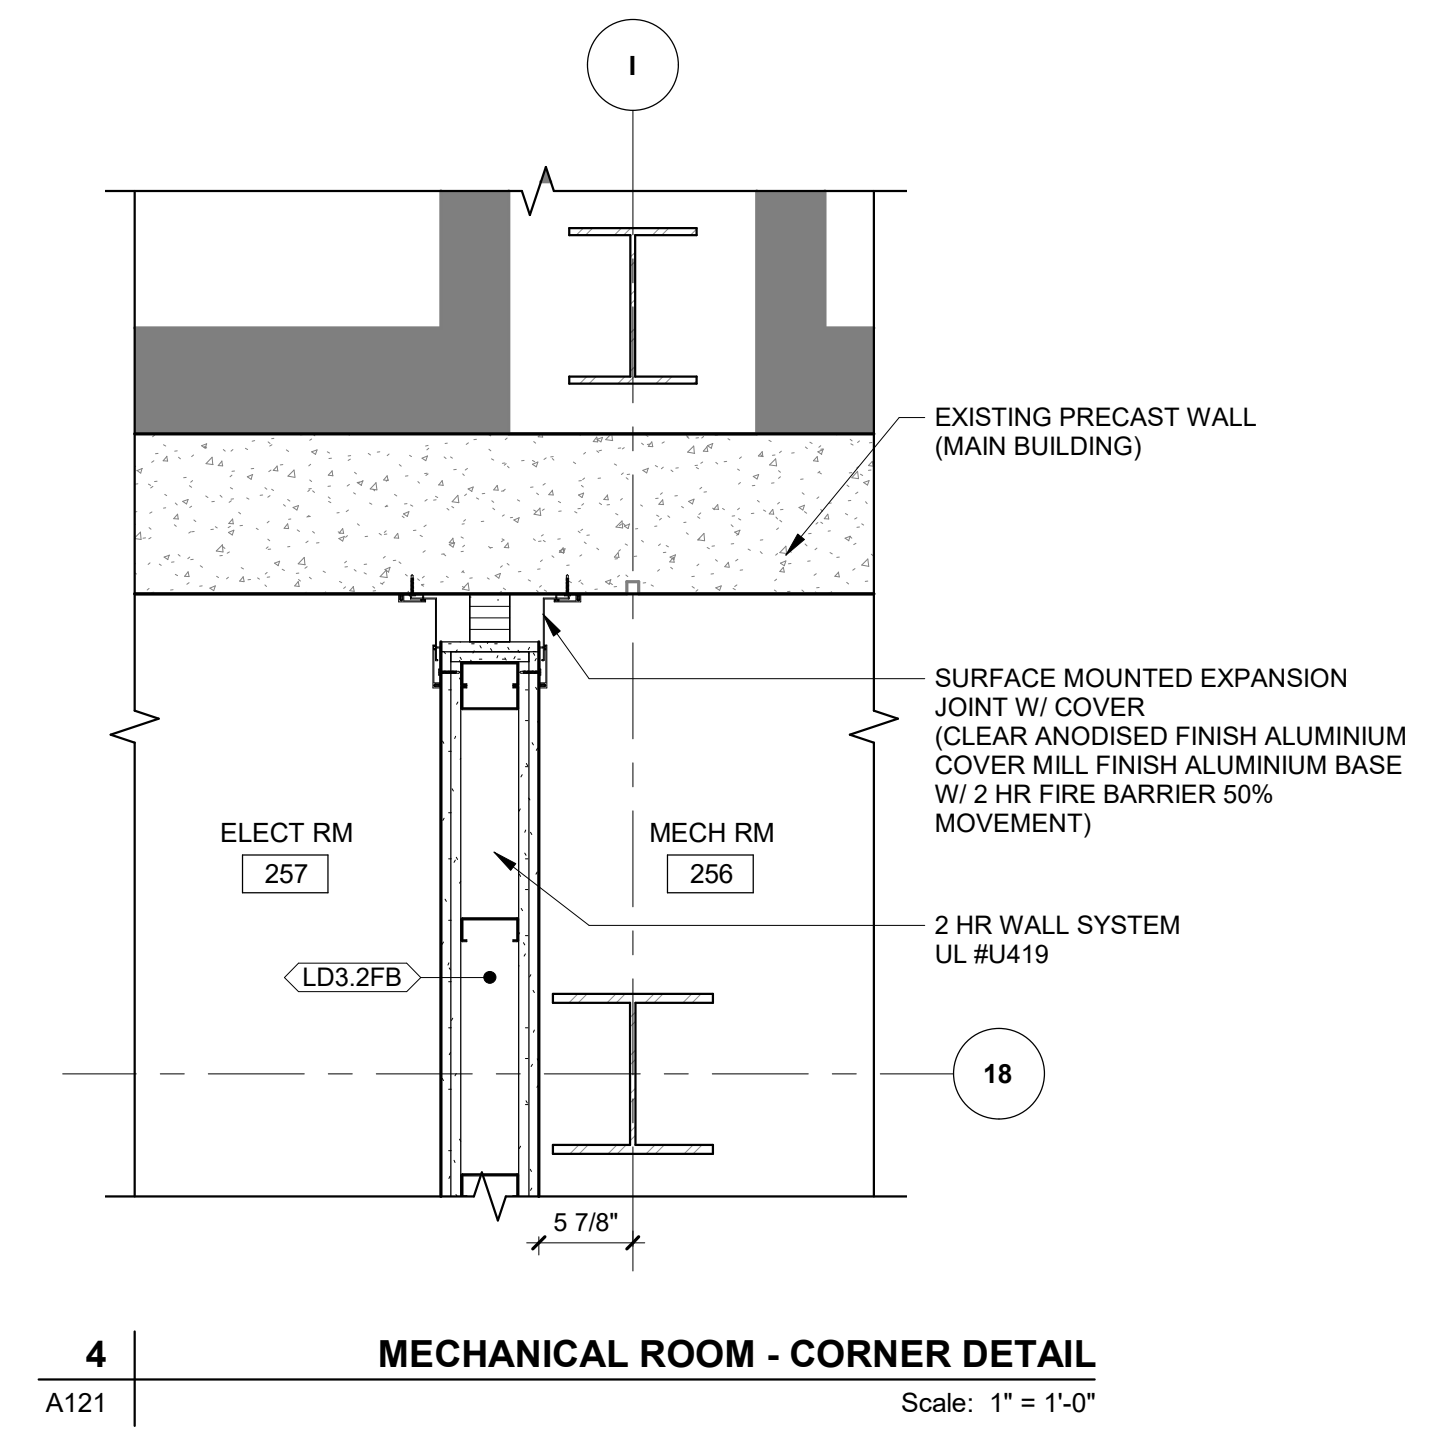 I
EXISTING PRECAST WALL
(MAIN BUILDING)
SURFACE MOUNTED EXPANSION
JOINT W/ COVER
(CLEAR ANODISED FINISH ALUMINIUM
COVER MILL FINISH ALUMINIUM BASE
W/ 2 HR FIRE BARRIER 50%
MOVEMENT)
ELECT RM
257
MECH RM
256
2 HR WALL SYSTEM
UL #U419
LD3.2FB
18
5 7/8"
4
MECHANICAL ROOM - CORNER DETAIL
A121
Scale: 1" = 1'-0"